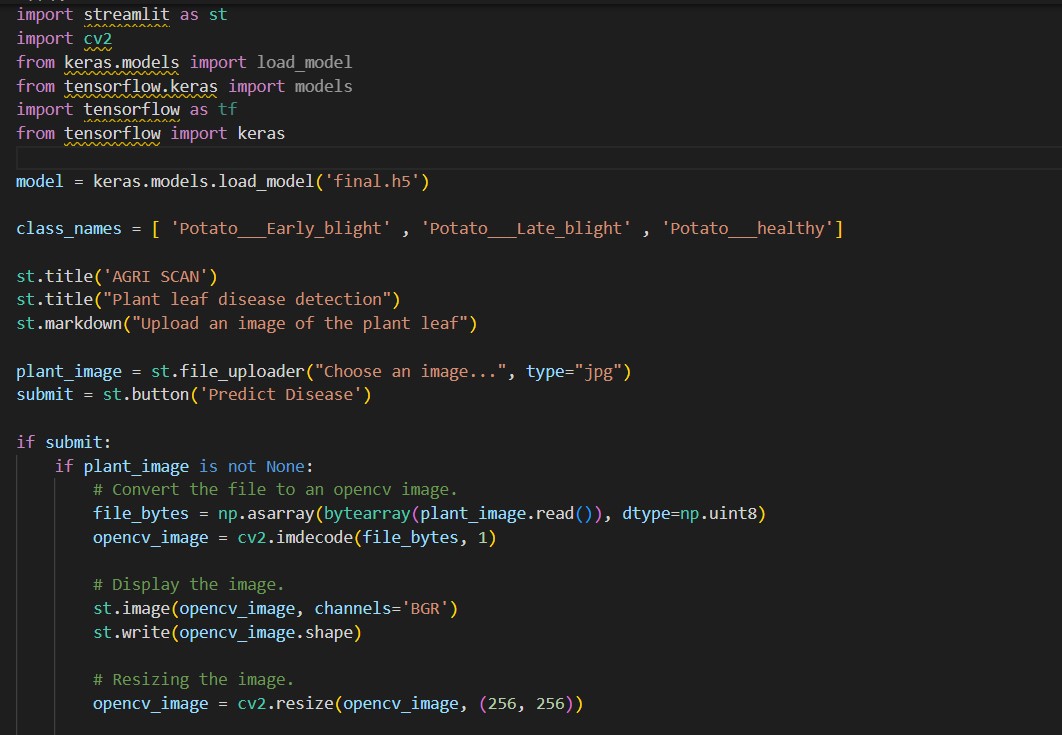 import streamlit as st
import cv2
from keras.models import load_model
from tensorflow.keras import models
import tensorflow as tf
from tensorflow import keras
model = keras.models.load_model('final.h5')
class_names = [ 'Potato___Early_blight' , 'Potato___Late_blight' , 'Potato___healthy']
st.title('AGRI SCAN')
st.title("Plant leaf disease detection")
st.markdown("Upload an image of the plant leaf")
plant_image = st.file_uploader("Choose an image...", type="jpg")
submit = st.button('Predict Disease')
if submit:
    if plant_image is not None:
        # Convert the file to an opencv image.
        file_bytes = np.asarray(bytearray(plant_image.read()), dtype=np.uint8)
        opencv_image = cv2.imdecode(file_bytes, 1)
        # Display the image.
        st.image(opencv_image, channels='BGR')
        st.write(opencv_image.shape)
        # Resizing the image.
        opencv_image = cv2.resize(opencv_image, (256, 256))